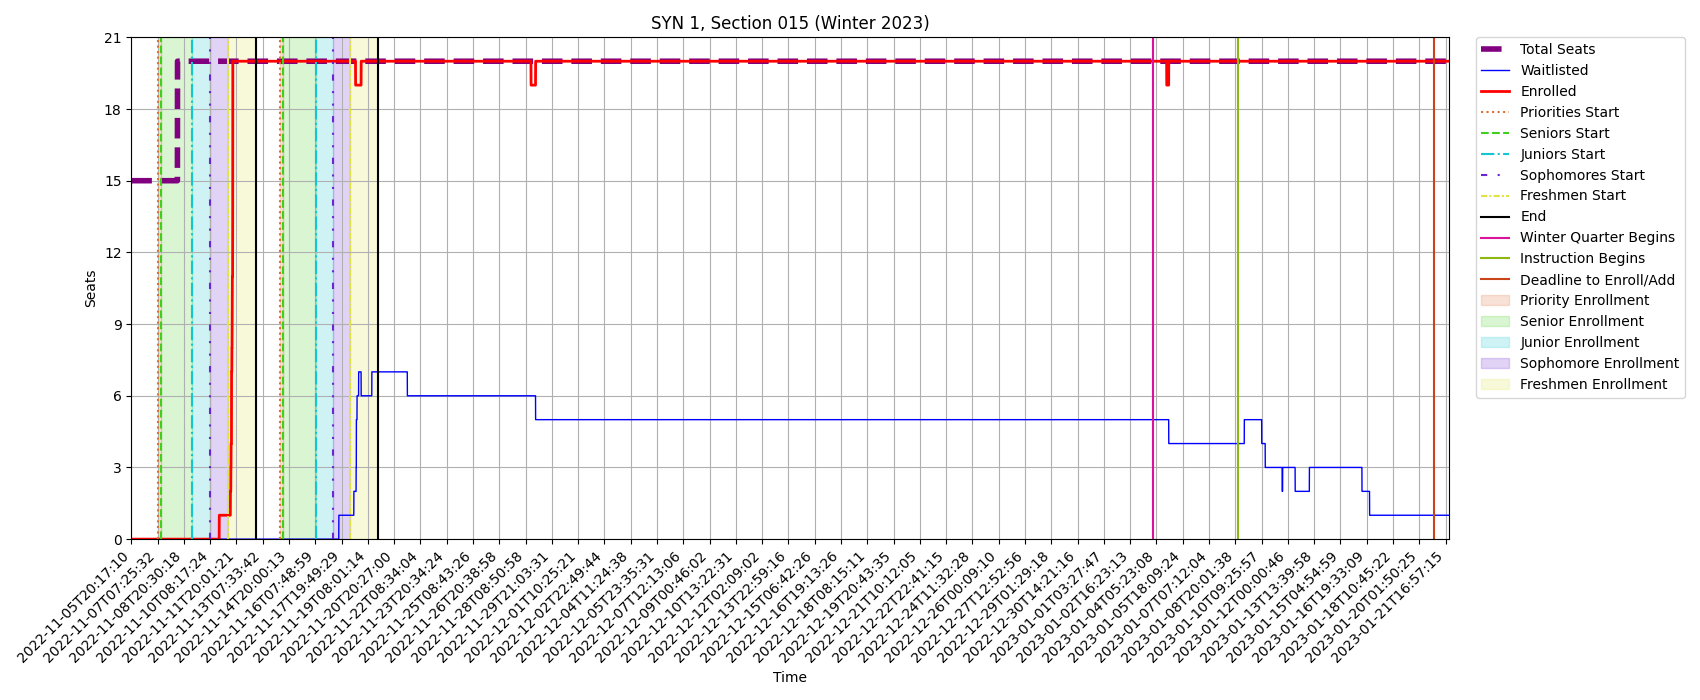 SYN 1, Section 015 (Winter 2023)
21
18
15
12
9
6
3
0
Seats
2022-11-05T20:17:10
2022-11-07T07:25:32
2022-11-08T20:30:18
2022-11-10T08:17:24
2022-11-11T20:01:21
2022-11-13T07:33:42
2022-11-14T20:00:13
2022-11-16T07:48:59
2022-11-17T19:49:29
2022-11-19T08:01:14
2022-11-20T20:27:00
2022-11-22T08:34:04
2022-11-23T20:34:24
2022-11-25T08:43:26
2022-11-26T20:38:50
2022-11-28T08:50:58
2022-11-29T21:03:31
2022-12-01T10:25:21
2022-12-02T22:49:44
2022-12-04T11:24:38
2022-12-05T23:35:31
2022-12-07T12:13:06
2022-12-09T00:46:02
2022-12-10T13:22:31
2022-12-12T02:09:02
2022-12-13T22:59:16
2022-12-15T06:42:26
2022-12-16T19:13:26
2022-12-18T08:15:11
2022-12-19T20:43:35
2022-12-21T10:12:05
2022-12-22T22:41:15
2022-12-24T11:32:28
2022-12-26T00:09:10
2022-12-27T12:52:56
2022-12-29T01:29:18
2022-12-30T14:21:16
2023-01-01T03:27:47
2023-01-02T16:23:13
2023-01-04T05:23:08
2023-01-05T18:09:24
2023-01-07T07:12:04
2023-01-08T20:01:38
2023-01-10T09:25:57
2023-01-12T00:00:46
2023-01-13T13:39:58
2023-01-15T04:54:59
2023-01-16T19:33:09
2023-01-18T10:45:22
2023-01-20T01:50:25
2023-01-21T16:57:15
Time
Total Seats
Waitlisted
Enrolled
Priorities Start
Seniors Start
Juniors Start
Sophomores Start
Freshmen Start
End
Winter Quarter Begins
Instruction Begins
Deadline to Enroll/Add
Priority Enrollment
Senior Enrollment
Junior Enrollment
Sophomore Enrollment
Freshmen Enrollment